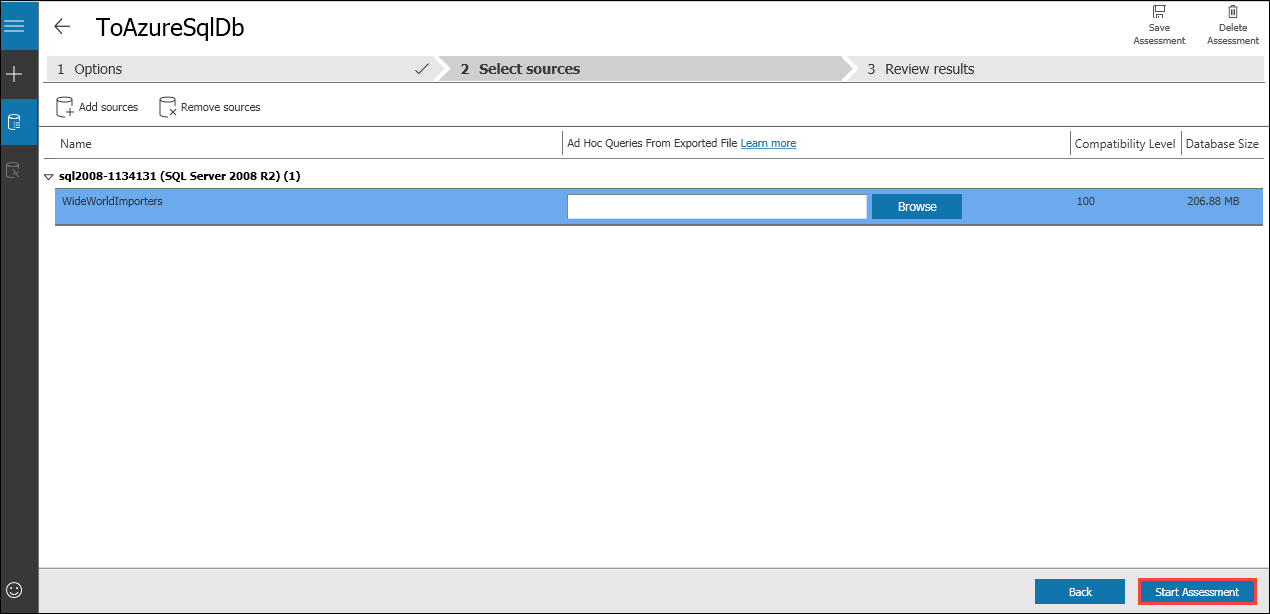 ToAzureSqlDb
Save
Assessment
Delete
Assessment
1 Options
2 Select sources
3 Review results
Add sources
Remove sources
Name
Ad Hoc Queries From Exported File Learn more
Compatibility Level
Database Size
sql2008-1134131 (SQL Server 2008 R2) (1)
WideWorldImporters
Browse
100
206.88 MB
Back
Start Assessment